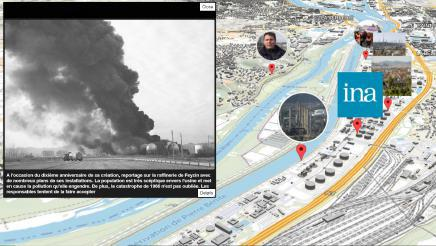 Close
A l'occasion du dixième anniversaire de sa création, reportage sur la raffinerie de Feyzin avec
de nombreux plans de ses installations. La population est très scéptique envers l'usine et met
en cause la pollution qu'elle engendre. De plus, la catastrophe de 1966 n'est pas oubliée. Les
responsables tentent de la faire accepter
Details
ina